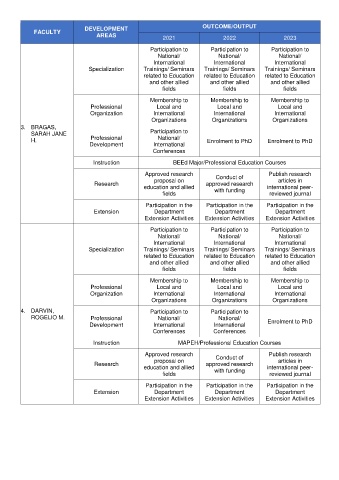 FACULTY
DEVELOPMENT
AREAS
OUTCOME/OUTPUT
2021
2022
2023
3. BRAGAS,
SARAH JANE
H.
Specialization
Participation to
National/
International
Trainings/ Seminars
related to Education
and other allied
fields
Participation to
National/
International
Trainings/ Seminars
related to Education
and other allied
fields
Participation to
National/
International
Trainings/ Seminars
related to Education
and other allied
fields
Professional
Organization
Membership to
Local and
International
Organizations
Membership to
Local and
International
Organizations
Membership to
Local and
International
Organizations
Professional
Development
Participation to
National/
International
Conferences
Enrolment to PhD
Enrolment to PhD
Instruction
BEEd Major/Professional Education Courses
Research
Approved research
proposal on
education and allied
fields
Conduct of
approved research
with funding
Publish research
articles in
international peer-
reviewed journal
Extension
Participation in the
Department
Extension Activities
Participation in the
Department
Extension Activities
Participation in the
Department
Extension Activities
4. DARVIN,
ROGELIO M.
Specialization
Participation to
National/
International
Trainings/ Seminars
related to Education
and other allied
fields
Participation to
National/
International
Trainings/ Seminars
related to Education
and other allied
fields
Participation to
National/
International
Trainings/ Seminars
related to Education
and other allied
fields
Professional
Organization
Membership to
Local and
International
Organizations
Membership to
Local and
International
Organizations
Membership to
Local and
International
Organizations
Professional
Development
Participation to
National/
International
Conferences
Participation to
National/
International
Conferences
Enrolment to PhD
Instruction
MAPEH/Professional Education Courses
Research
Approved research
proposal on
education and allied
fields
Conduct of
approved research
with funding
Publish research
articles in
international peer-
reviewed journal
Extension
Participation in the
Department
Extension Activities
Participation in the
Department
Extension Activities
Participation in the
Department
Extension Activities